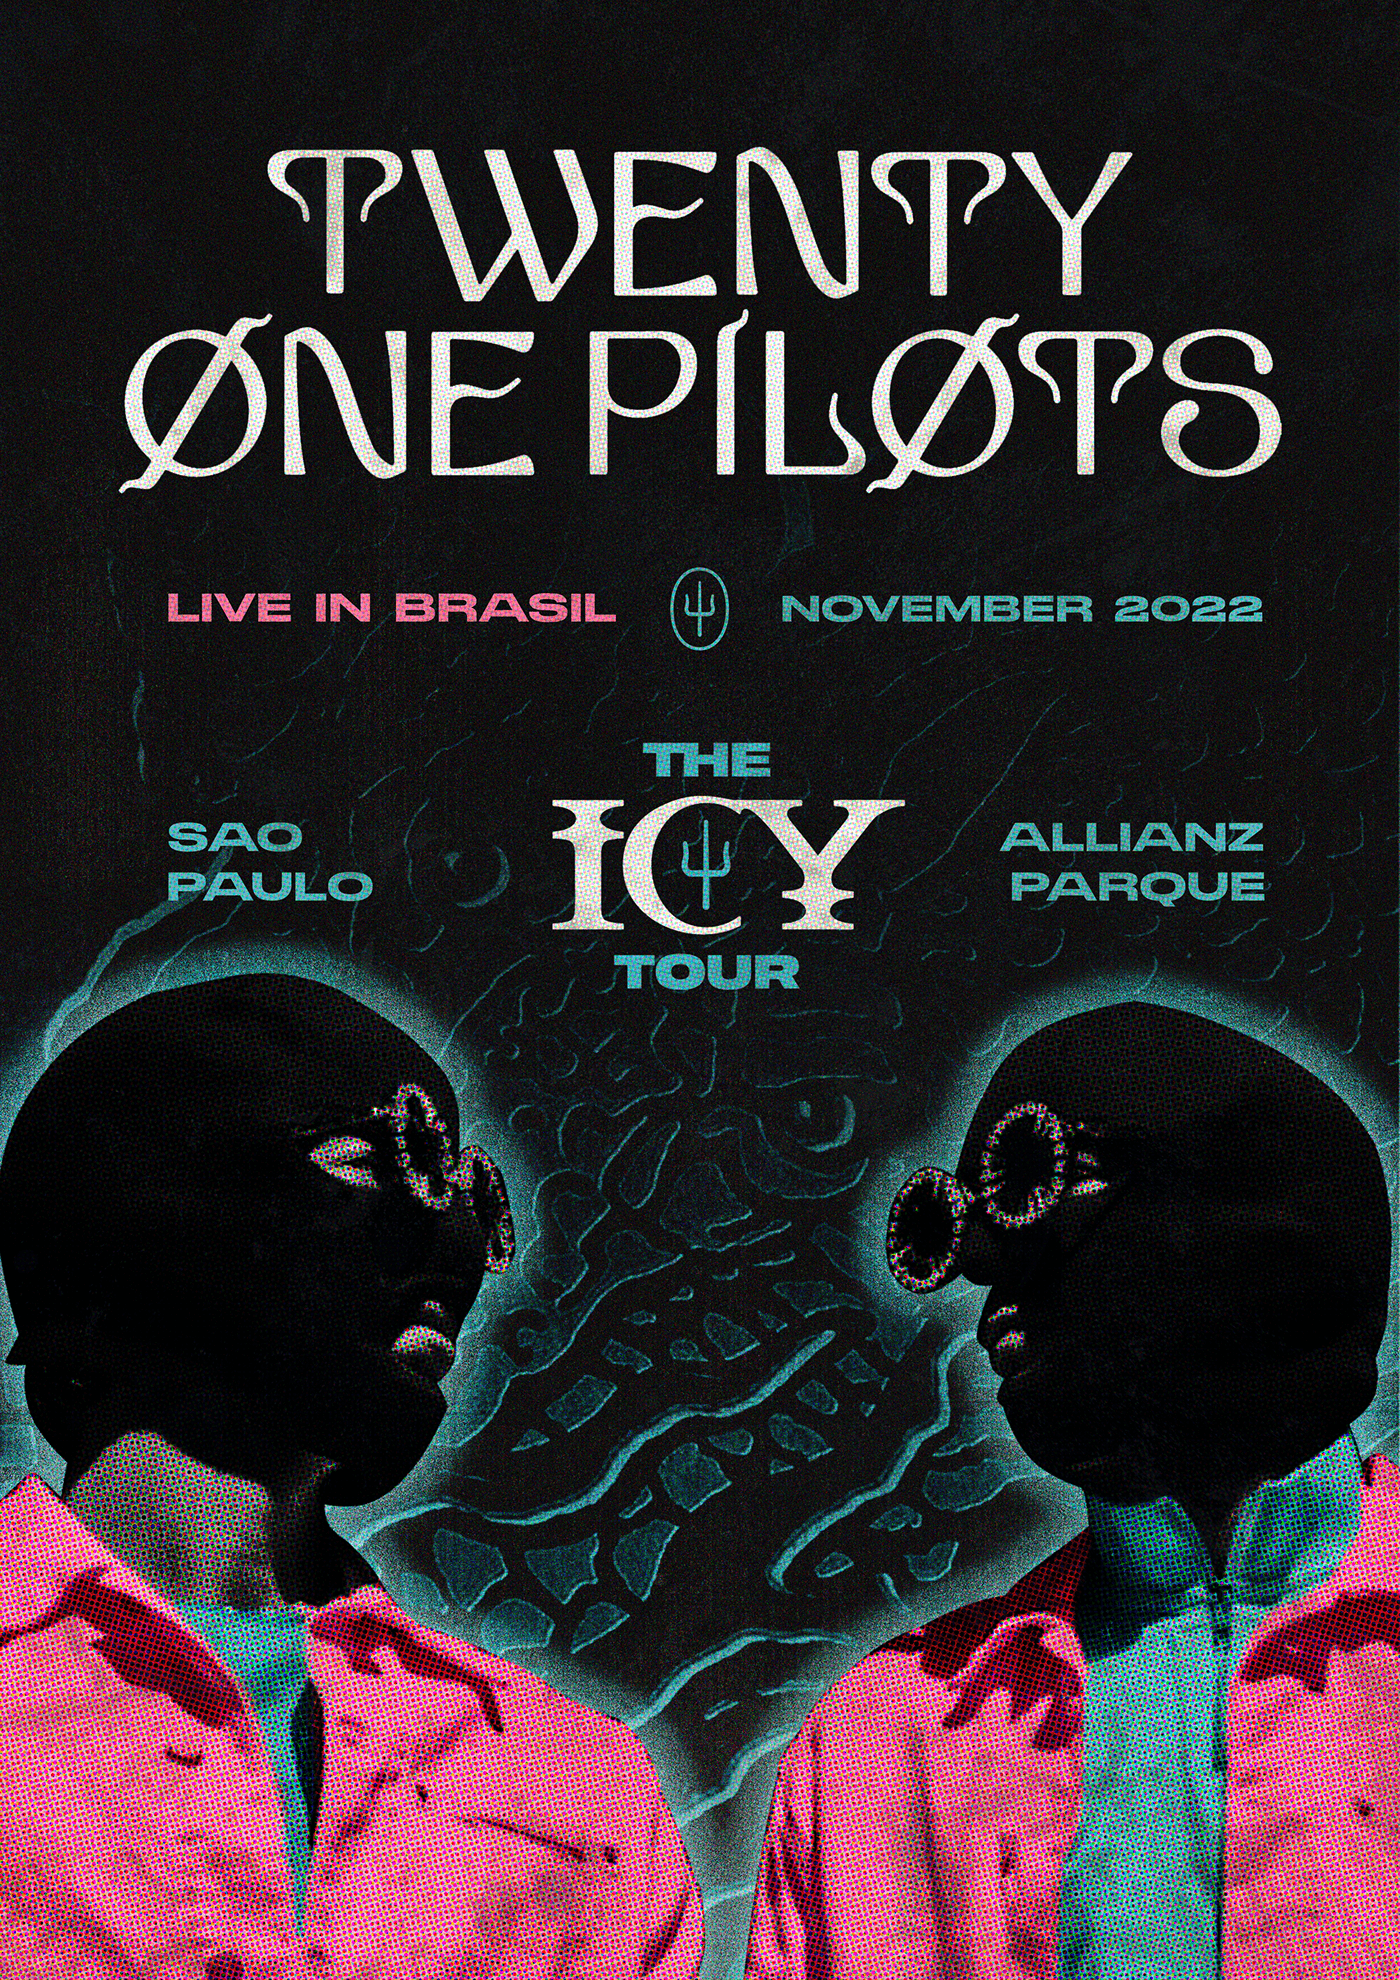 TWENTY
ØNE PILØTS
LIVE IN BRASIL NOVEMBER 2022
THE
ICY
TOUR
SAO
PAULO
ALLIANZ
PARQUE